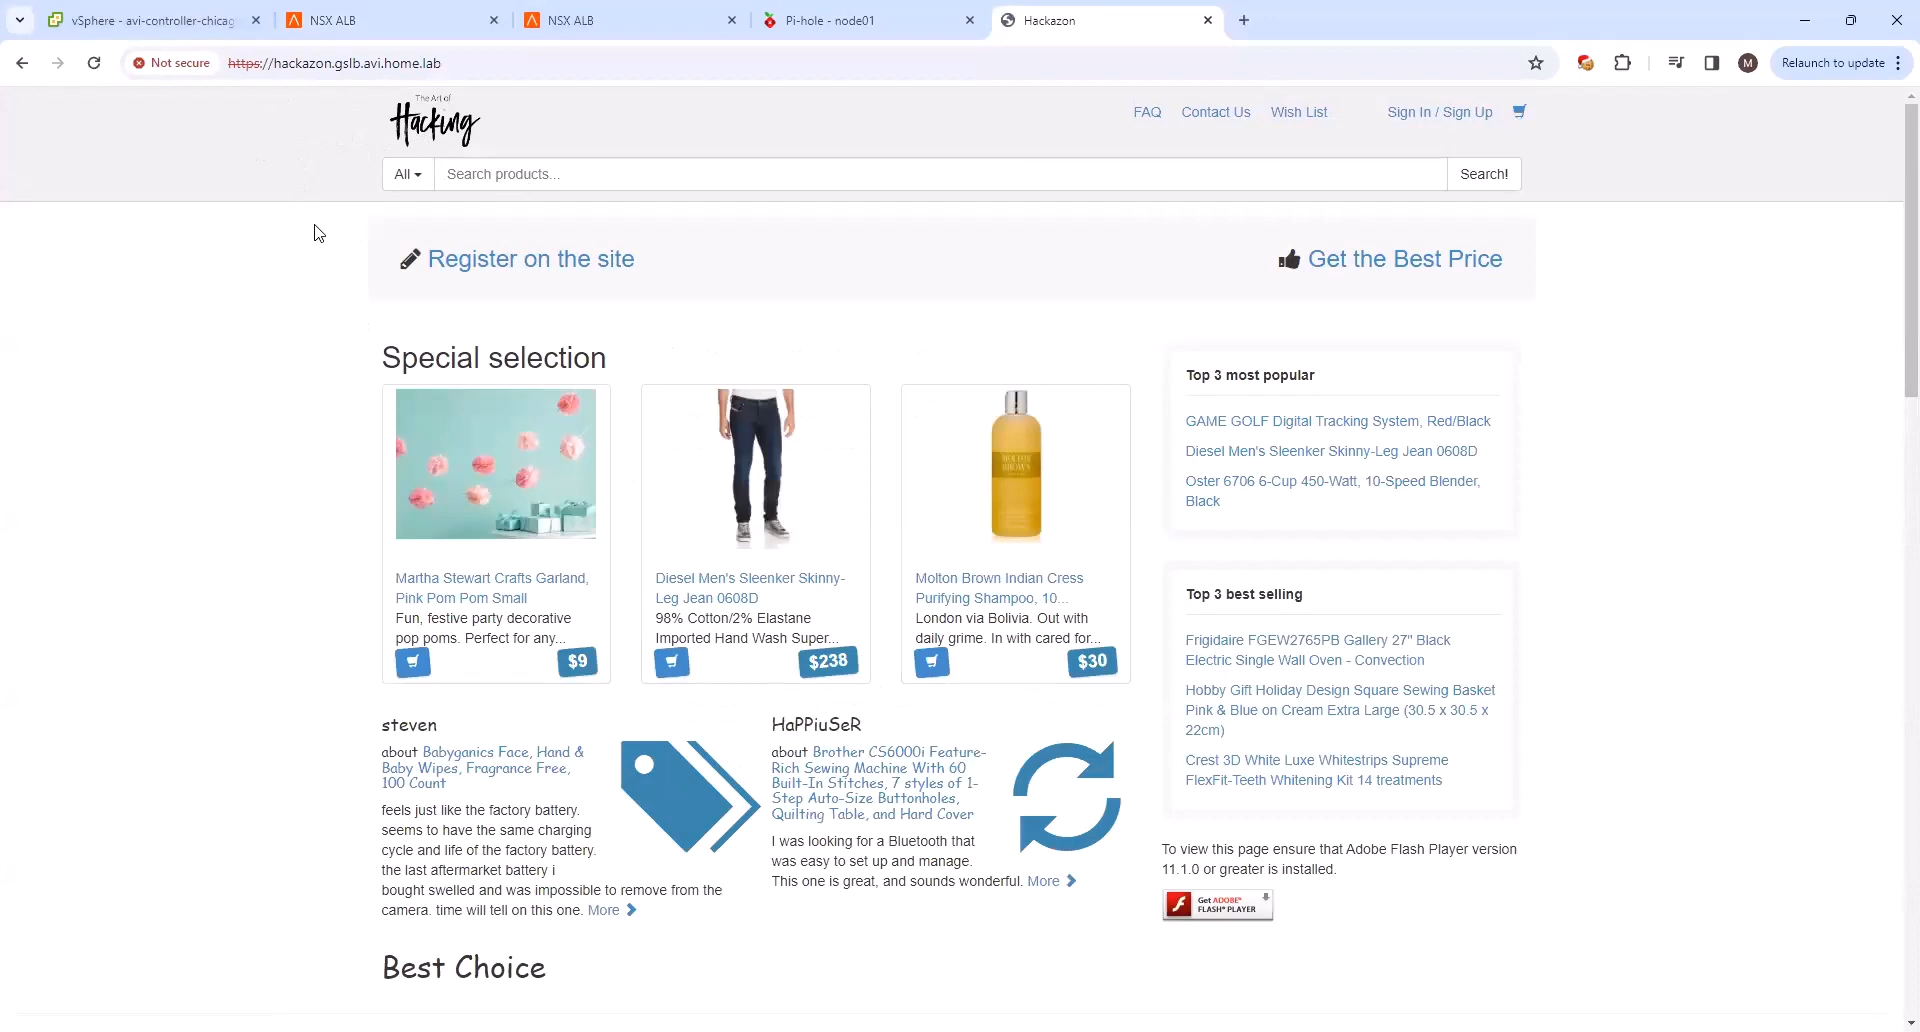 vSphere - avi-controller-chicag
NSX ALB
NSX ALB
Pi-hole - node01
Hackazon
Not secure
https://hackazon.gslb.avi.home.lab
M
Relaunch to update
The Art of
Hacking
FAQ
Contact Us
Wish List
Sign In / Sign Up
All
Search products...
Search!
Register on the site
Get the Best Price
Special selection
Martha Stewart Crafts Garland,
Pink Pom Pom Small
Fun, festive party decorative
pop poms. Perfect for any...
$9
Diesel Men's Sleenker Skinny-
Leg Jean 0608D
98% Cotton/2% Elastane
Imported Hand Wash Super...
$238
MOLTON
BROWN
Molton Brown Indian Cress
Purifying Shampoo, 10...
London via Bolivia. Out with
daily grime. In with cared for...
$30
Top 3 most popular
GAME GOLF Digital Tracking System, Red/Black
Diesel Men's Sleenker Skinny-Leg Jean 0608D
Oster 6706 6-Cup 450-Watt, 10-Speed Blender,
Black
Top 3 best selling
Frigidaire FGEW2765PB Gallery 27" Black
Electric Single Wall Oven - Convection
Hobby Gift Holiday Design Square Sewing Basket
Pink & Blue on Cream Extra Large (30.5 x 30.5 x
22cm)
Crest 3D White Luxe Whitestrips Supreme
FlexFit-Teeth Whitening Kit 14 treatments
steven
about Babyganics Face, Hand &
Baby Wipes, Fragrance Free,
100 Count
feels just like the factory battery.
seems to have the same charging
cycle and life of the factory battery.
the last aftermarket battery i
bought swelled and was impossible to remove from the
camera. time will tell on this one. More
HaPPiuSeR
about Brother CS6000i Feature-
Rich Sewing Machine With 60
Built-In Stitches, 7 styles of 1-
Step Auto-Size Buttonholes,
Quilting Table, and Hard Cover
I was looking for a Bluetooth that
was easy to set up and manage.
This one is great, and sounds wonderful. More
To view this page ensure that Adobe Flash Player version
11.1.0 or greater is installed.
Get ADOBE®
FLASH® PLAYER
Best Choice